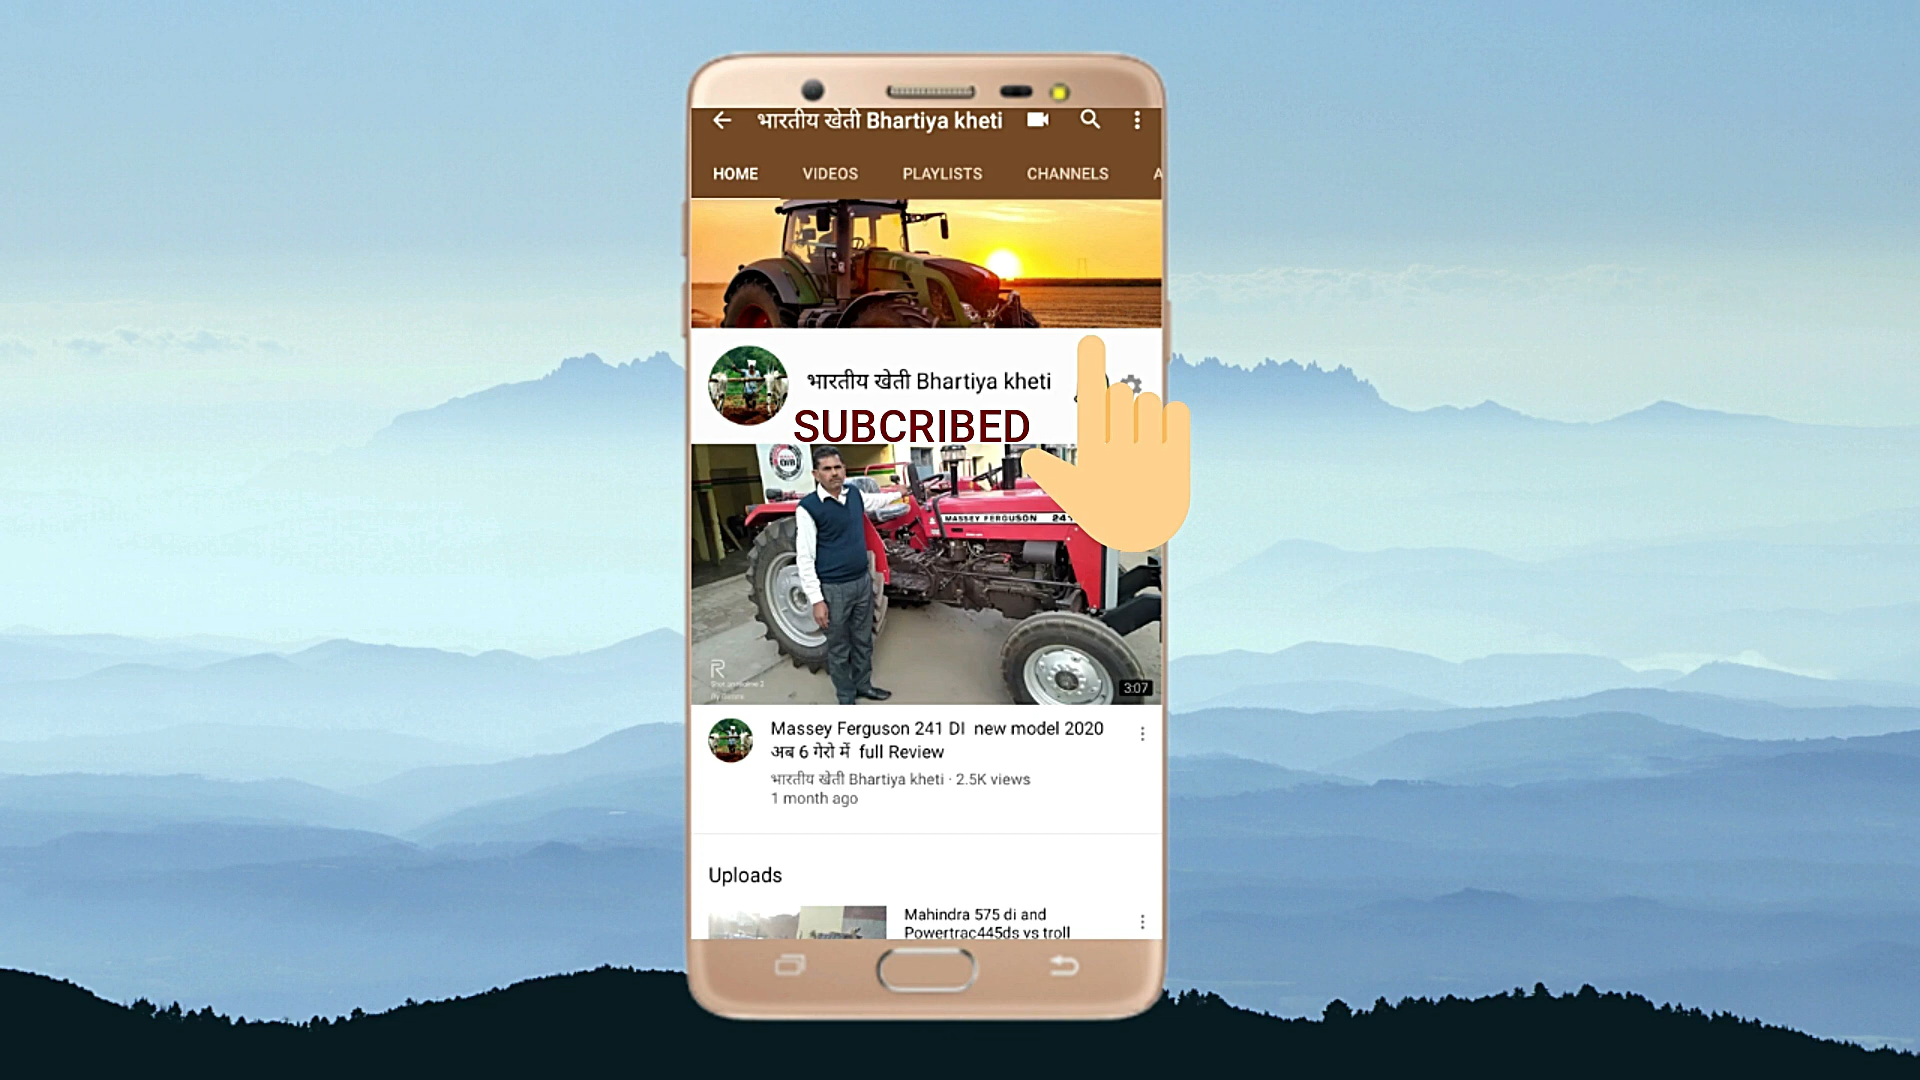 भारतीय खेती Bhartiya kheti
HOME VIDEOS PLAYLISTS CHANNELS A
भारतीय खेती Bhartiya kheti
SUBCRIBED
MASSEY FERGUSON 241
3:07
Massey Ferguson 241 DI new model 2020
अब 6 गेरो में full Review
भारतीय खेती Bhartiya kheti · 2.5K views
1 month ago
Uploads
Mahindra 575 di and
Powertrac445ds vs troll